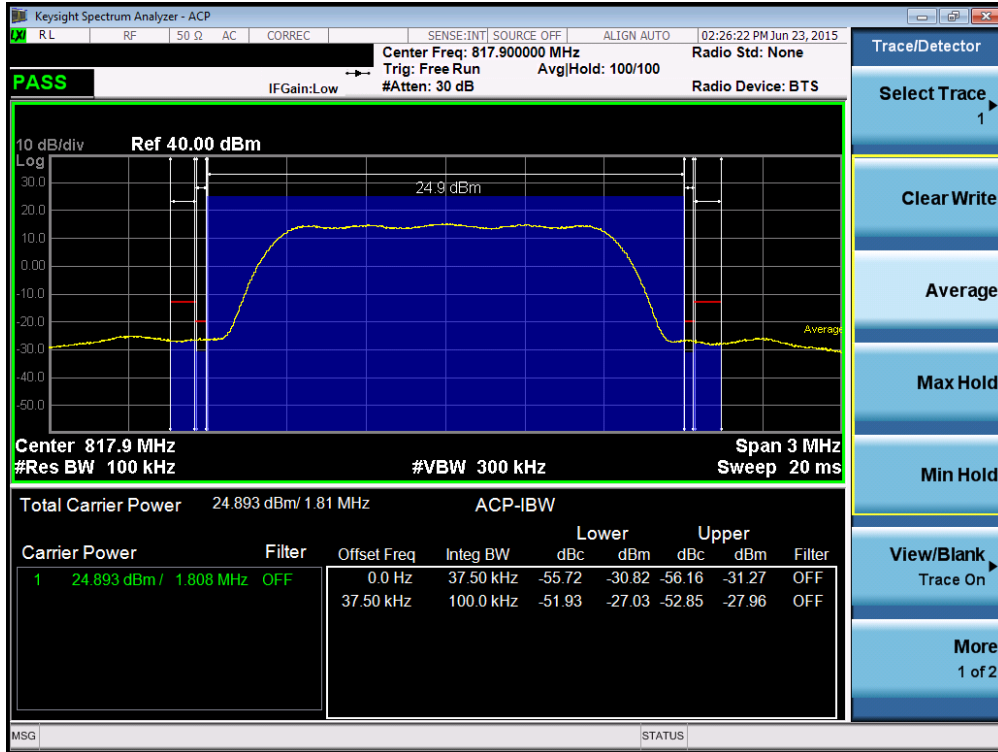 Keysight Spectrum Analyzer - ACP
LXI RL RF 50 Ω AC CORREC SENSE:INT SOURCE OFF ALIGN AUTO 02:26:22 PM Jun 23, 2015
Center Freq: 817.900000 MHz Radio Std: None
Trig: Free Run Avg|Hold: 100/100
PASS IFGain:Low #Atten: 30 dB Radio Device: BTS
10 dB/div Ref 40.00 dBm
Log
30.0
24.9 dBm
20.0
10.0
0.00
-10.0
-20.0
Average
-30.0
-40.0
-50.0
Center 817.9 MHz Span 3 MHz
#Res BW 100 kHz #VBW 300 kHz Sweep 20 ms
Total Carrier Power 24.893 dBm/ 1.81 MHz ACP-IBW
Lower Upper
Carrier Power Filter Offset Freq Integ BW dBc dBm dBc dBm Filter
1 24.893 dBm / 1.808 MHz OFF 0.0 Hz 37.50 kHz -55.72 -30.82 -56.16 -31.27 OFF
37.50 kHz 100.0 kHz -51.93 -27.03 -52.85 -27.96 OFF
MSG STATUS
Trace/Detector
Select Trace
1
Clear Write
Average
Max Hold
Min Hold
View/Blank
Trace On
More
1 of 2